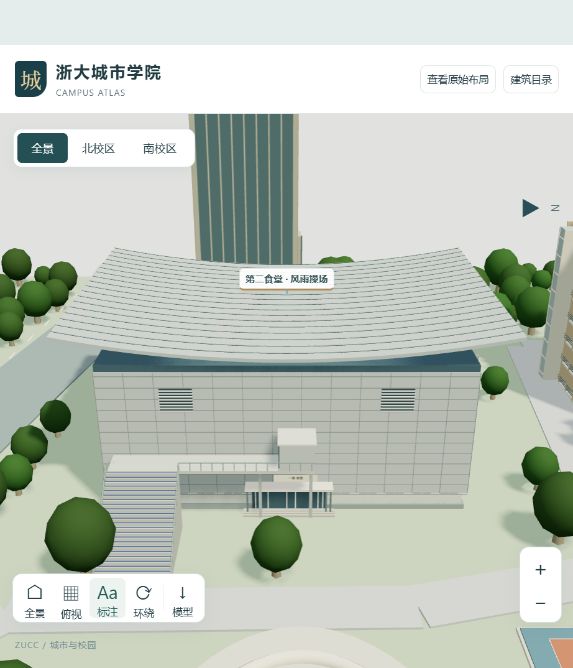 城
浙大城市学院
CAMPUS ATLAS
查看原始布局
建筑目录
全景
北校区
南校区
N
第二食堂 · 风雨操场
全景
俯视
Aa
标注
环绕
模型
+
−
ZUCC / 城市与校园